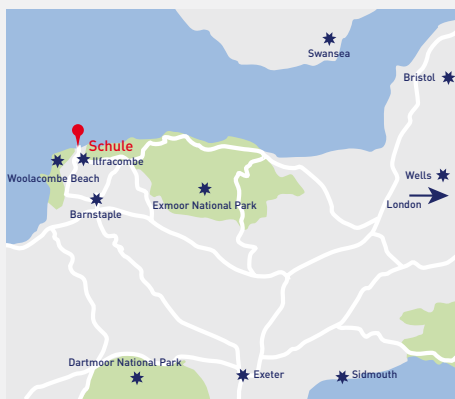 Swansea
Bristol
Schule
Ilfracombe
Woolacombe Beach
Wells
Exmoor National Park
London
Barnstaple
Dartmoor National Park
Exeter
Sidmouth